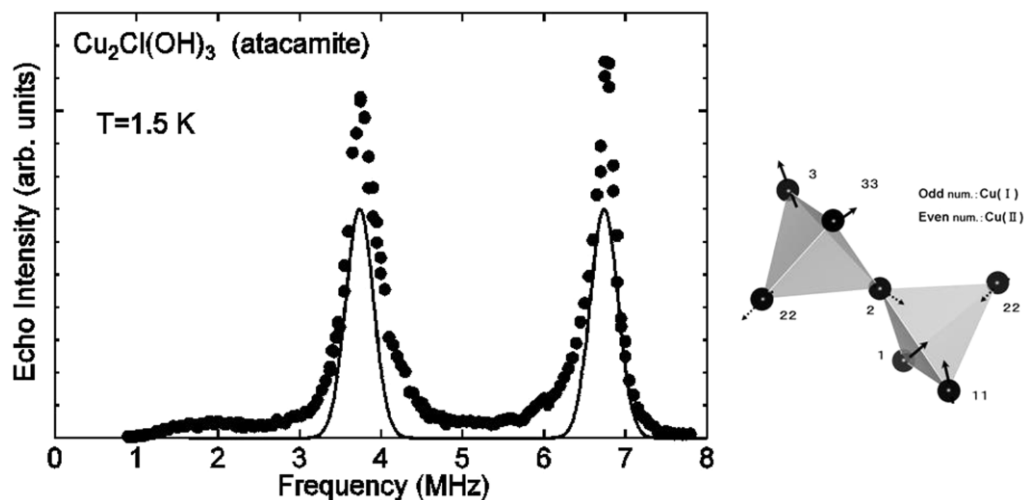 Cu₂Cl(OH)₃ (atacamite)
T=1.5 K
Echo Intensity (arb. units)
0 1 2 3 4 5 6 7 8
Frequency (MHz)
3
33
Odd num.: Cu(Ⅰ)
Even num.: Cu(Ⅱ)
22
2
22
1
11